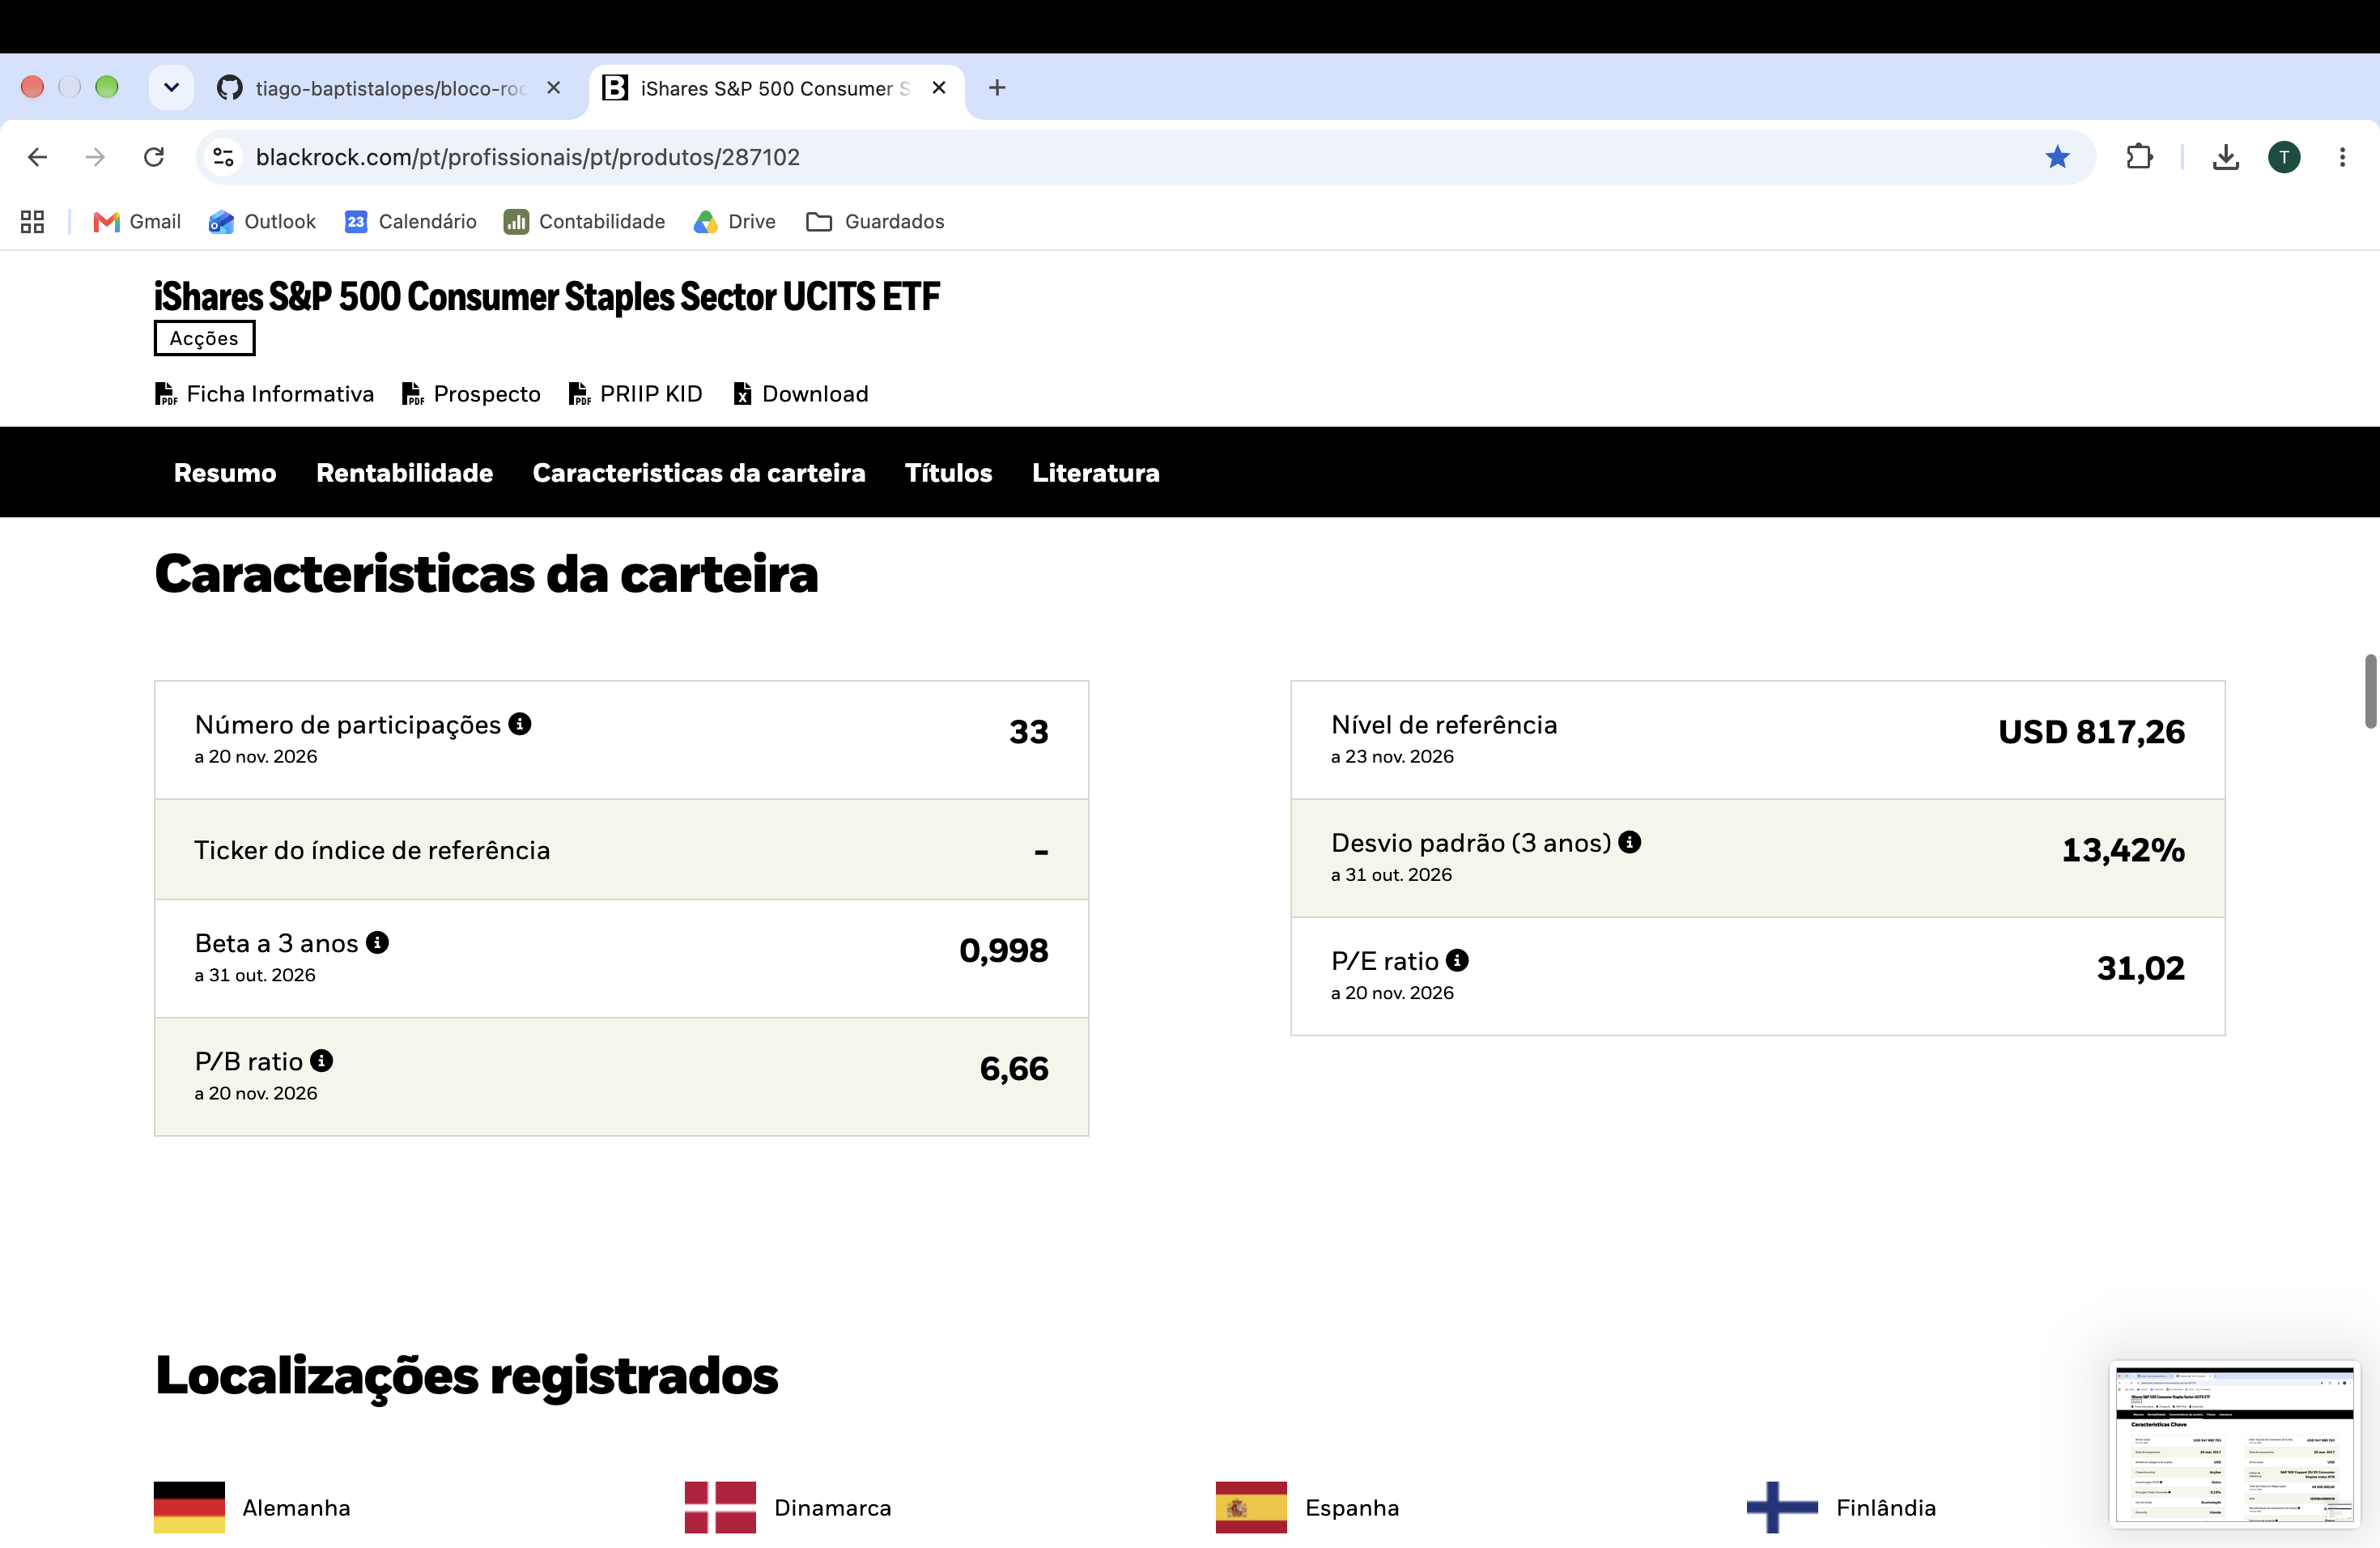 tiago-baptistalopes/bloco-roc
iShares S&P 500 Consumer S
blackrock.com/pt/profissionais/pt/produtos/287102
T
Gmail
Outlook
23
Calendário
Contabilidade
Drive
Guardados
iShares S&P 500 Consumer Staples Sector UCITS ETF
Acções
Ficha Informativa
Prospecto
PRIIP KID
Download
Resumo
Rentabilidade
Caracteristicas da carteira
Títulos
Literatura
Caracteristicas da carteira
Número de participações
33
a 20 nov. 2026
Ticker do índice de referência
-
Beta a 3 anos
0,998
a 31 out. 2026
P/B ratio
6,66
a 20 nov. 2026
Nível de referência
USD 817,26
a 23 nov. 2026
Desvio padrão (3 anos)
13,42%
a 31 out. 2026
P/E ratio
31,02
a 20 nov. 2026
Localizações registrados
Alemanha
Dinamarca
Espanha
Finlândia
Características Chave